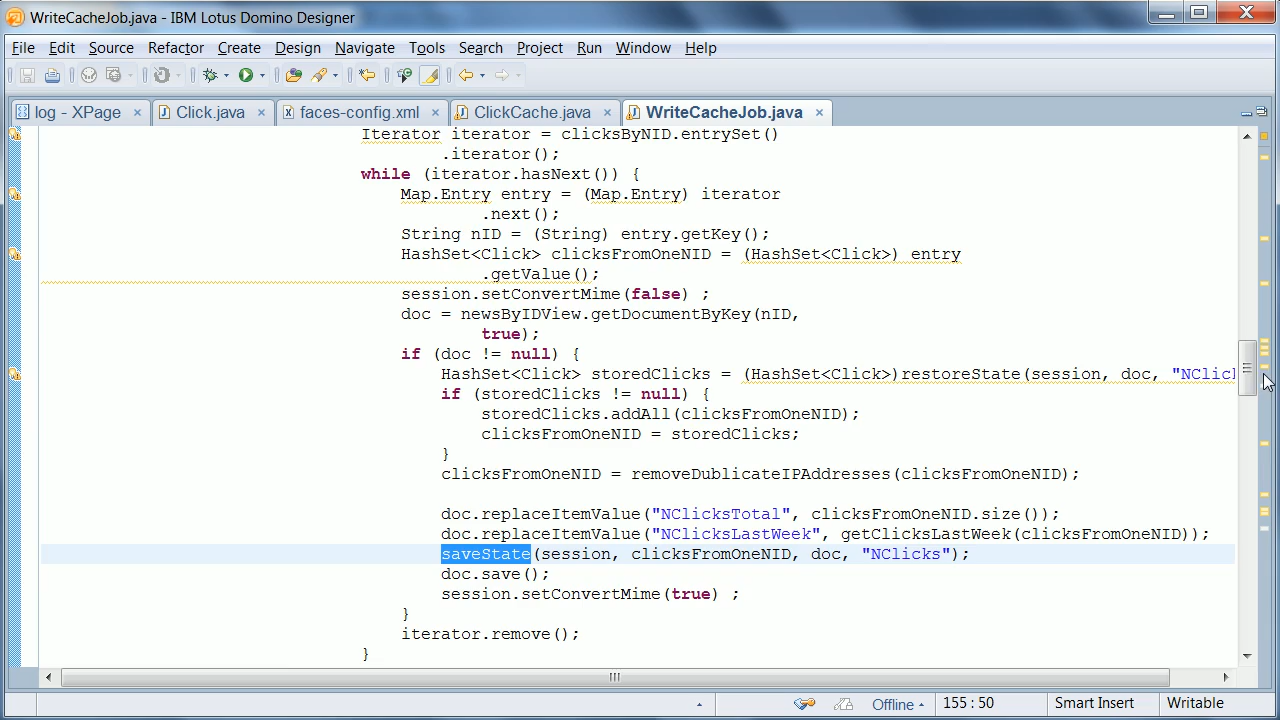 WriteCacheJob.java - IBM Lotus Domino Designer
File Edit Source Refactor Create Design Navigate Tools Search Project Run Window Help
log - XPage Click.java faces-config.xml ClickCache.java WriteCacheJob.java
Iterator iterator = clicksByNID.entrySet()
.iterator();
while (iterator.hasNext()) {
Map.Entry entry = (Map.Entry) iterator
.next();
String nID = (String) entry.getKey();
HashSet<Click> clicksFromOneNID = (HashSet<Click>) entry
.getValue();
session.setConvertMime(false) ;
doc = newsByIDView.getDocumentByKey(nID,
true);
if (doc != null) {
HashSet<Click> storedClicks = (HashSet<Click>)restoreState(session, doc, "NClic
if (storedClicks != null) {
storedClicks.addAll(clicksFromOneNID);
clicksFromOneNID = storedClicks;
}
clicksFromOneNID = removeDublicateIPAddresses(clicksFromOneNID);
doc.replaceItemValue("NClicksTotal", clicksFromOneNID.size());
doc.replaceItemValue("NClicksLastWeek", getClicksLastWeek(clicksFromOneNID));
saveState(session, clicksFromOneNID, doc, "NClicks");
doc.save();
session.setConvertMime(true) ;
}
iterator.remove();
}
Offline 155 : 50 Smart Insert Writable